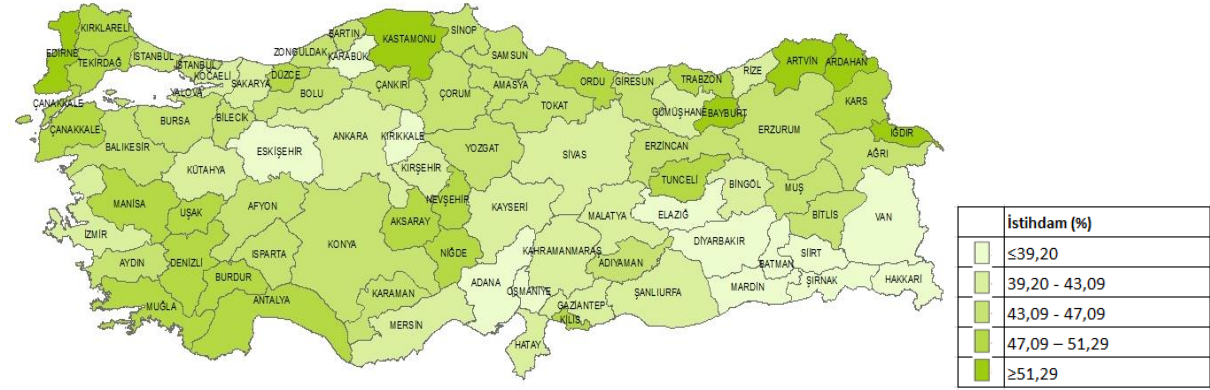 KIRKLARELİ
EDİRNE
TEKİRDAĞ
İSTANBUL
İSTANBUL
KOCAELİ
YALOVA
SAKARYA
DÜZCE
ZONGULDAK
BARTIN
KARABÜK
KASTAMONU
SİNOP
SAMSUN
ORDU
GİRESUN
TRABZON
RİZE
ARTVİN
ARDAHAN
ÇANAKKALE
ÇANAKKALE
BURSA
BİLECİK
BOLU
ÇANKIRI
ÇORUM
AMASYA
TOKAT
GÜMÜŞHANE
BAYBURT
ERZURUM
KARS
IĞDIR
BALIKESİR
KÜTAHYA
ESKİŞEHİR
ANKARA
KIRIKKALE
KIRŞEHİR
YOZGAT
SİVAS
ERZİNCAN
TUNCELİ
BİNGÖL
MUŞ
AĞRI
MANİSA
UŞAK
AFYON
KONYA
AKSARAY
NEVŞEHİR
KAYSERİ
MALATYA
ELAZIĞ
BİTLİS
VAN
İZMİR
AYDIN
DENİZLİ
ISPARTA
BURDUR
NİĞDE
KAHRAMANMARAŞ
ADIYAMAN
DİYARBAKIR
BATMAN
SİİRT
ŞIRNAK
HAKKARİ
MUĞLA
ANTALYA
KARAMAN
MERSİN
ADANA
OSMANİYE
GAZİANTEP
KİLİS
ŞANLIURFA
MARDİN
HATAY
İstihdam (%)
≤39,20
39,20 - 43,09
43,09 - 47,09
47,09 – 51,29
≥51,29